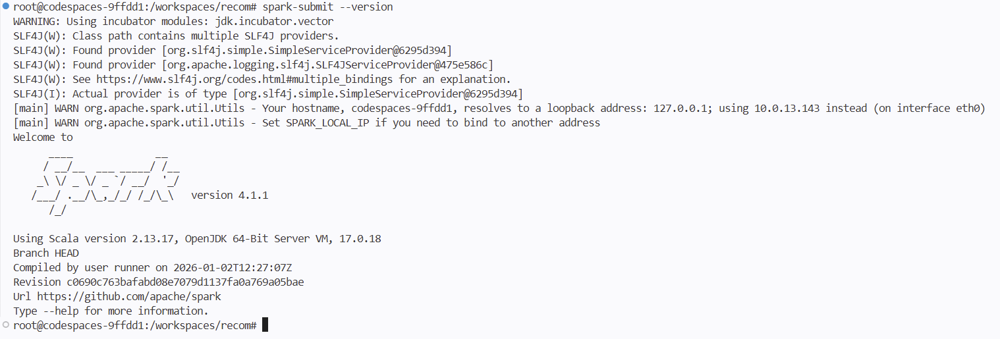 root@codespaces-9ffdd1:/workspaces/recom# spark-submit --version
WARNING: Using incubator modules: jdk.incubator.vector
SLF4J(W): Class path contains multiple SLF4J providers.
SLF4J(W): Found provider [org.slf4j.simple.SimpleServiceProvider@6295d394]
SLF4J(W): Found provider [org.apache.logging.slf4j.SLF4JServiceProvider@475e586c]
SLF4J(W): See https://www.slf4j.org/codes.html#multiple_bindings for an explanation.
SLF4J(I): Actual provider is of type [org.slf4j.simple.SimpleServiceProvider@6295d394]
[main] WARN org.apache.spark.util.Utils - Your hostname, codespaces-9ffdd1, resolves to a loopback address: 127.0.0.1; using 10.0.13.143 instead (on interface eth0)
[main] WARN org.apache.spark.util.Utils - Set SPARK_LOCAL_IP if you need to bind to another address
Welcome to
      ____              __
     / __/__  ___ _____/ /__
    _\ \/ _ \/ _ `/ __/  '_/
   /___/ .__/\_,_/_/ /_/\_\   version 4.1.1
      /_/
Using Scala version 2.13.17, OpenJDK 64-Bit Server VM, 17.0.18
Branch HEAD
Compiled by user runner on 2026-01-02T12:27:07Z
Revision c0690c763bafabd08e7079d1137fa0a769a05bae
Url https://github.com/apache/spark
Type --help for more information.
root@codespaces-9ffdd1:/workspaces/recom#